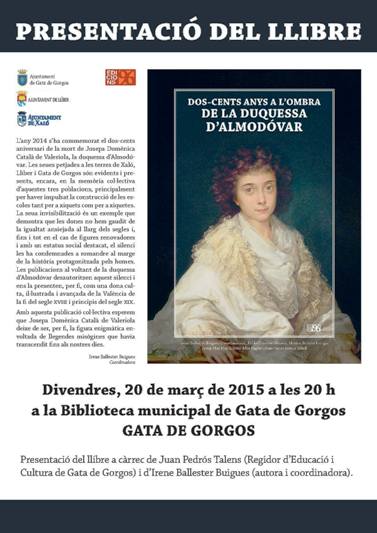 PRESENTACIÓ DEL LLIBRE
Ajuntament
de Gata de Gorgos
AJUNTAMENT DE LLÍBER
AJUNTAMENT
DE XALÓ
EDI
CIONS
96
L'any 2014 s'ha commemorat el dos-cents
aniversari de la mort de Josepa Domènica
Català de Valeriola, la duquessa d'Almodó-
var. Les seues petjades a les terres de Xaló,
Llíber i Gata de Gorgos són evidents i pre-
sents, encara, en la memòria col·lectiva
d'aquestes tres poblacions, principalment
per haver impulsat la construcció de les es-
coles tant per a xiquets com per a xiquetes.
La seua invisibilització és un exemple que
demostra que les dones no hem gaudit de
la igualtat ansiejada al llarg dels segles i,
fins i tot en el cas de figures renovadores
i amb un estatus social destacat, el silenci
les ha condemnades a romandre al marge
de la història protagonitzada pels homes.
Les publicacions al voltant de la duquessa
d'Almodóvar desautoritzen aquest silenci i
ens la presenten, per fi, com una dona cul-
ta, il·lustrada i avançada de la València de
la fi del segle XVIII i principis del segle XIX.
Amb aquesta publicació col·lectiva esperem
que Josepa Domènica Català de Valeriola
deixe de ser, per fi, la figura enigmàtica en-
voltada de llegendes misògines que havia
transcendit fins als nostres dies.
Irene Ballester Buigues
Coordinadora
DOS-CENTS ANYS A L'OMBRA
DE LA DUQUESSA
D'ALMODÓVAR
96
Divendres, 20 de març de 2015 a les 20 h
a la Biblioteca municipal de Gata de Gorgos
GATA DE GORGOS
Presentació del llibre a càrrec de Juan Pedrós Talens (Regidor d'Educació i
Cultura de Gata de Gorgos) i d'Irene Ballester Buigues (autora i coordinadora).